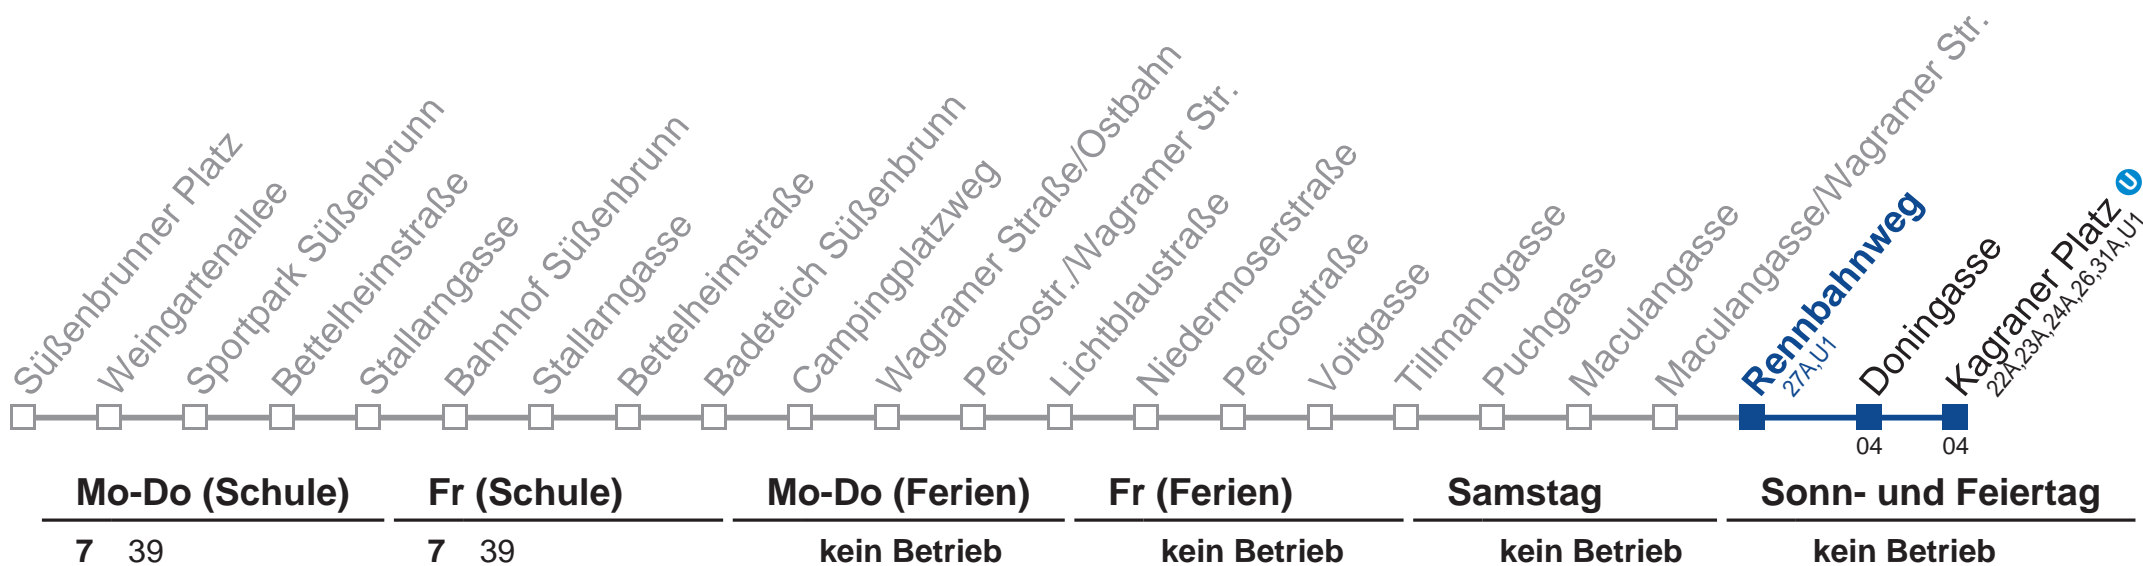 Süßenbrunner Platz
Weingartenallee
Sportpark Süßenbrunn
Bettelheimstraße
Stallarngasse
Bahnhof Süßenbrunn
Stallarngasse
Bettelheimstraße
Badeteich Süßenbrunn
Campingplatzweg
Wagramer Straße/Ostbahn
Percostr./Wagramer Str.
Lichtblaustraße
Niedermoserstraße
Percostraße
Voitgasse
Tillmanngasse
Puchgasse
Maculangasse
Maculangasse/Wagramer Str.
Rennbahnweg
27A,U1
Doningasse
Kagraner Platz U
22A,23A,24A,26,31A,U1
04 04
Mo-Do (Schule) Fr (Schule) Mo-Do (Ferien) Fr (Ferien) Samstag Sonn- und Feiertag
7 39 7 39 kein Betrieb kein Betrieb kein Betrieb kein Betrieb